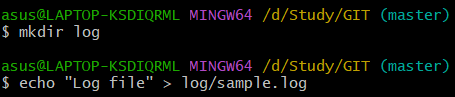 asus@LAPTOP-KSDIQRML MINGW64 /d/Study/GIT (master)
$ mkdir log
asus@LAPTOP-KSDIQRML MINGW64 /d/Study/GIT (master)
$ echo "Log file" > log/sample.log